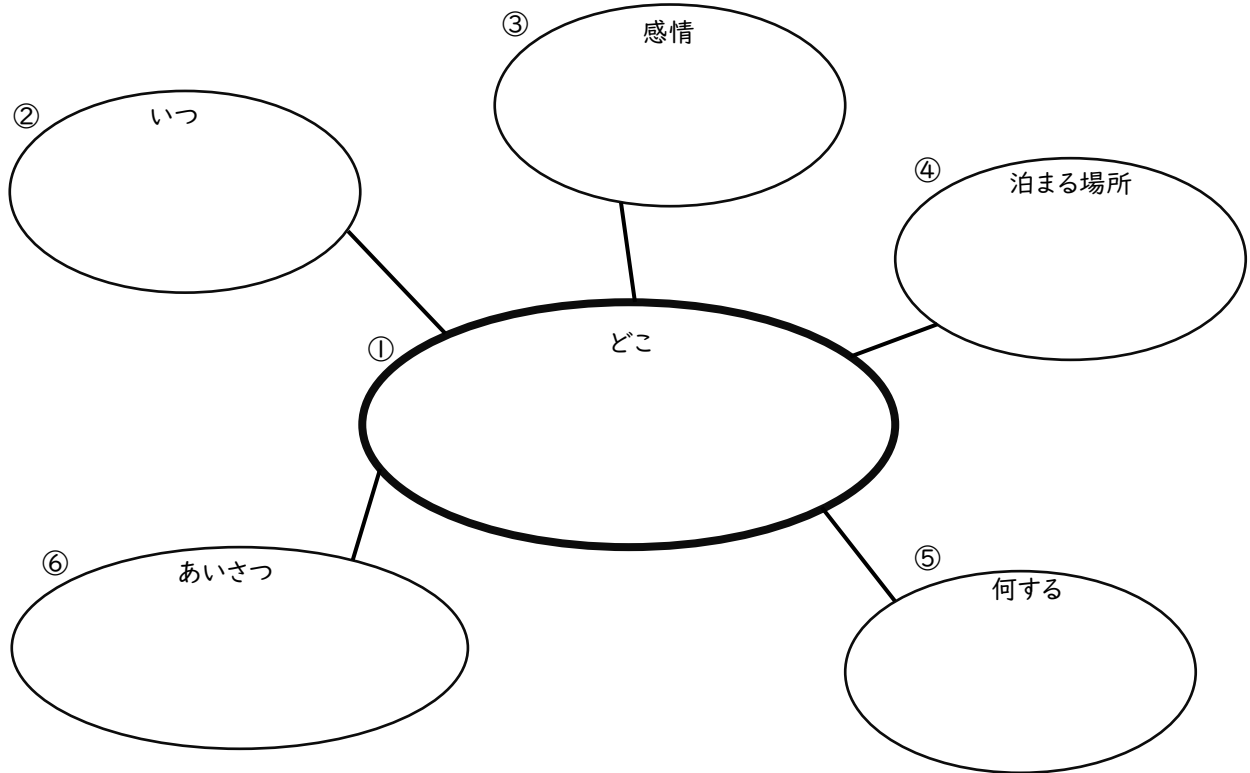 ① どこ
② いつ
③ 感情
④ 泊まる場所
⑤ 何する
⑥ あいさつ